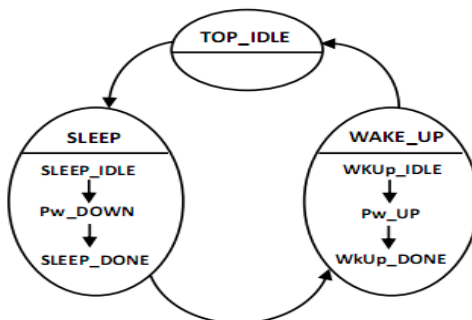 TOP_IDLE
SLEEP
SLEEP_IDLE
Pw_DOWN
SLEEP_DONE
WAKE_UP
WKUp_IDLE
Pw_UP
WkUp_DONE